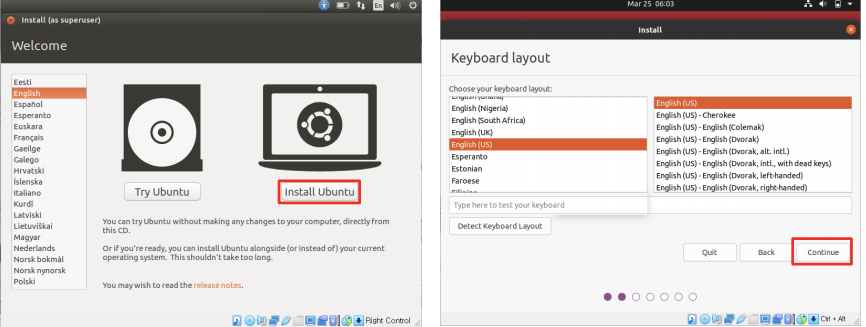 Install (as superuser)
En
Welcome
Eesti
English
Español
Esperanto
Euskara
Français
Gaeilge
Galego
Hrvatski
Íslenska
Italiano
Kurdî
Latviski
Lietuviškai
Magyar
Nederlands
Norsk bokmål
Norsk nynorsk
Polski
Try Ubuntu
Install Ubuntu
You can try Ubuntu without making any changes to your computer, directly from
this CD.
Or if you're ready, you can install Ubuntu alongside (or instead of) your current
operating system. This shouldn't take too long.
You may wish to read the release notes.
Right Control
Mar 25 06:03
Install
Keyboard layout
Choose your keyboard layout:
English (Ghana)
English (Nigeria)
English (South Africa)
English (UK)
English (US)
Esperanto
Estonian
Faroese
Filipino
English (US)
English (US) - Cherokee
English (US) - English (Colemak)
English (US) - English (Dvorak)
English (US) - English (Dvorak, alt. intl.)
English (US) - English (Dvorak, intl., with dead keys)
English (US) - English (Dvorak, left-handed)
English (US) - English (Dvorak, right-handed)
Type here to test your keyboard
Detect Keyboard Layout
Quit
Back
Continue
Ctrl + Alt